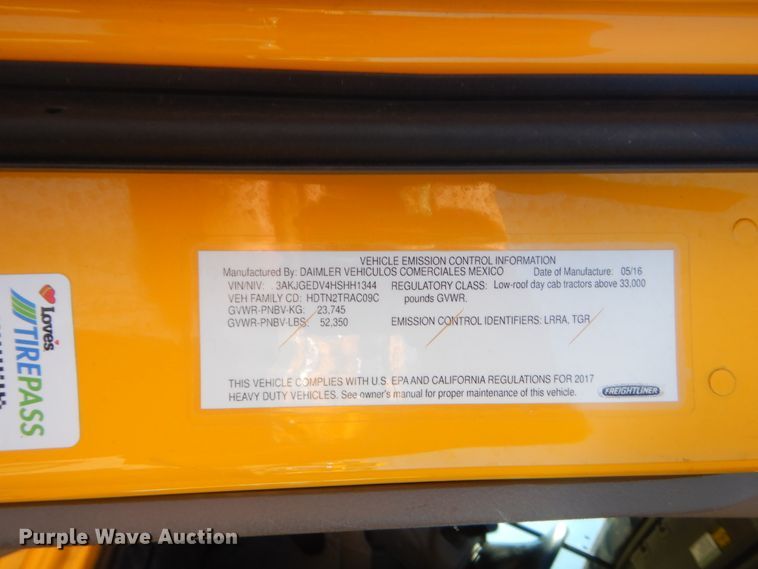 VEHICLE EMISSION CONTROL INFORMATION
Manufactured By: DAIMLER VEHICULOS COMERCIALES MEXICO Date of Manufacture: 05/16
VIN/NIV: 3AKJGEDV4HSHH1344 REGULATORY CLASS: Low-roof day cab tractors above 33,000
VEH FAMILY CD: HDTN2TRAC09C pounds GVWR.
GVWR-PNBV-KG: 23,745
GVWR-PNBV-LBS: 52,350 EMISSION CONTROL IDENTIFIERS: LRRA, TGR
THIS VEHICLE COMPLIES WITH U.S. EPA AND CALIFORNIA REGULATIONS FOR 2017
HEAVY DUTY VEHICLES. See owner's manual for proper maintenance of this vehicle.
FREIGHTLINER
Love's
TIREPASS
Purple Wave Auction